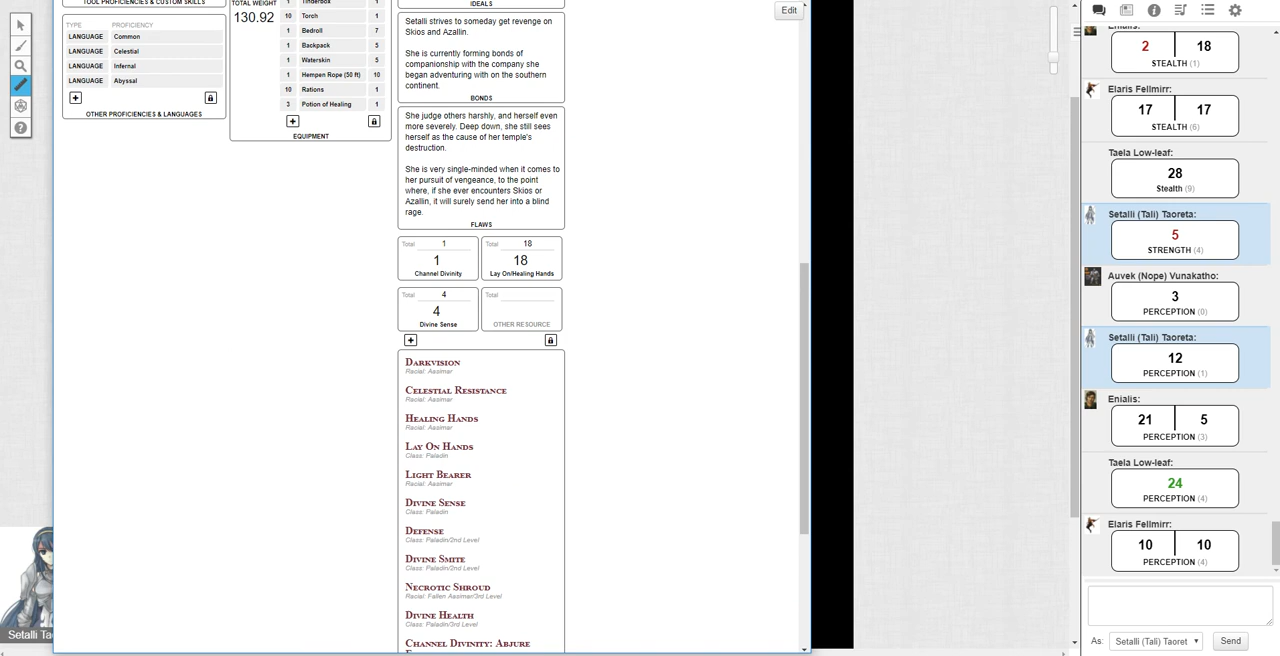 TOOL PROFICIENCIES & CUSTOM SKILLS
TYPE PROFICIENCY
LANGUAGE Common
LANGUAGE Celestial
LANGUAGE Infernal
LANGUAGE Abyssal
+
OTHER PROFICIENCIES & LANGUAGES
TOTAL WEIGHT
130.92
1 Tinderbox 1
10 Torch 1
1 Bedroll 7
1 Backpack 5
1 Waterskin 5
1 Hempen Rope (50 ft) 10
10 Rations 1
3 Potion of Healing 1
+
EQUIPMENT
IDEALS
Setalli strives to someday get revenge on
Skios and Azallin.
She is currently forming bonds of
companionship with the company she
began adventuring with on the southern
continent.
BONDS
She judge others harshly, and herself even
more severely. Deep down, she still sees
herself as the cause of her temple's
destruction.
She is very single-minded when it comes to
her pursuit of vengeance, to the point
where, if she ever encounters Skios or
Azallin, it will surely send her into a blind
rage.
FLAWS
Total 1
1
Channel Divinity
Total 18
18
Lay On/Healing Hands
Total 4
4
Divine Sense
Total
OTHER RESOURCE
+
DARKVISION
Racial: Aasimar
CELESTIAL RESISTANCE
Racial: Aasimar
HEALING HANDS
Racial: Aasimar
LAY ON HANDS
Class: Paladin
LIGHT BEARER
Racial: Aasimar
DIVINE SENSE
Class: Paladin
DEFENSE
Class: Paladin/2nd Level
DIVINE SMITE
Class: Paladin/2nd Level
NECROTIC SHROUD
Racial: Fallen Aasimar/3rd Level
DIVINE HEALTH
Class: Paladin/3rd Level
CHANNEL DIVINITY: ABJURE
Edit
Setalli Tao
2 18
STEALTH (1)
Elaris Fellmirr:
17 17
STEALTH (6)
Taela Low-leaf:
28
Stealth (9)
Setalli (Tali) Taoreta:
5
STRENGTH (4)
Auvek (Nope) Vunakatho:
3
PERCEPTION (0)
Setalli (Tali) Taoreta:
12
PERCEPTION (1)
Enialis:
21 5
PERCEPTION (3)
Taela Low-leaf:
24
PERCEPTION (4)
Elaris Fellmirr:
10 10
PERCEPTION (4)
As: Setalli (Tali) Taoret Send